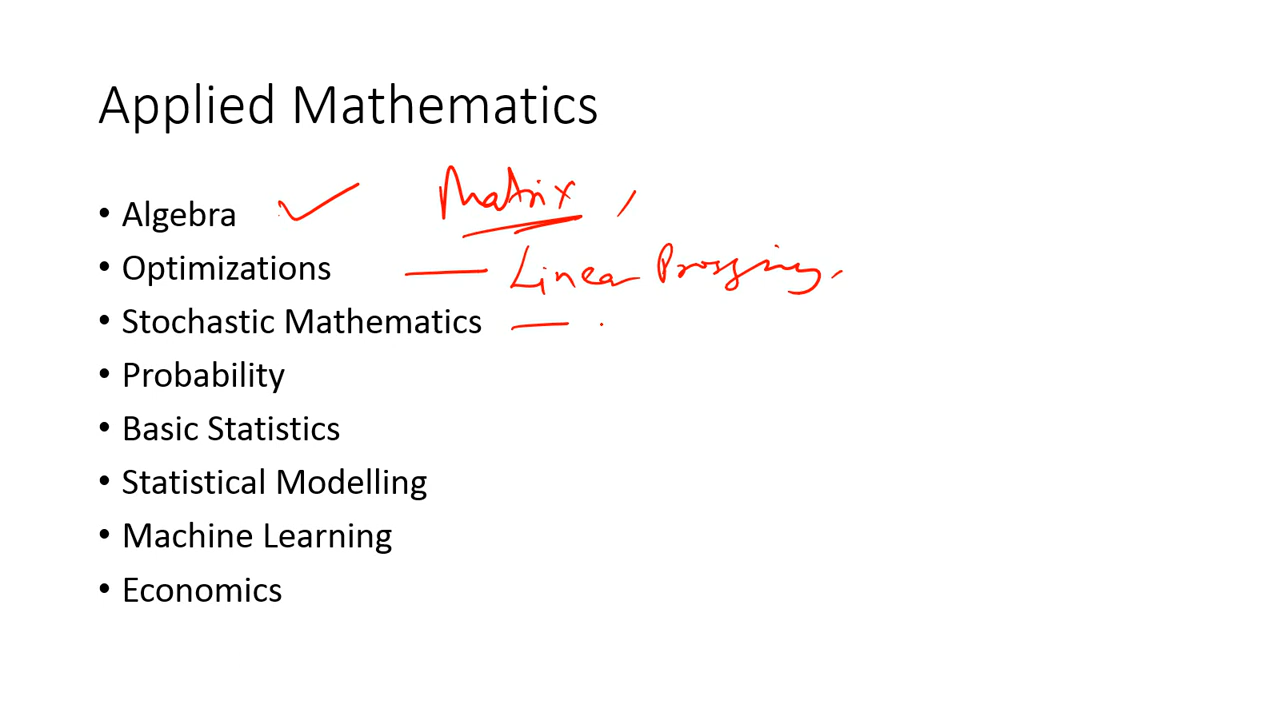 Applied Mathematics
• Algebra Matrix,
• Optimizations — Linear
• Stochastic Mathematics —
• Probability
• Basic Statistics
• Statistical Modelling
• Machine Learning
• Economics